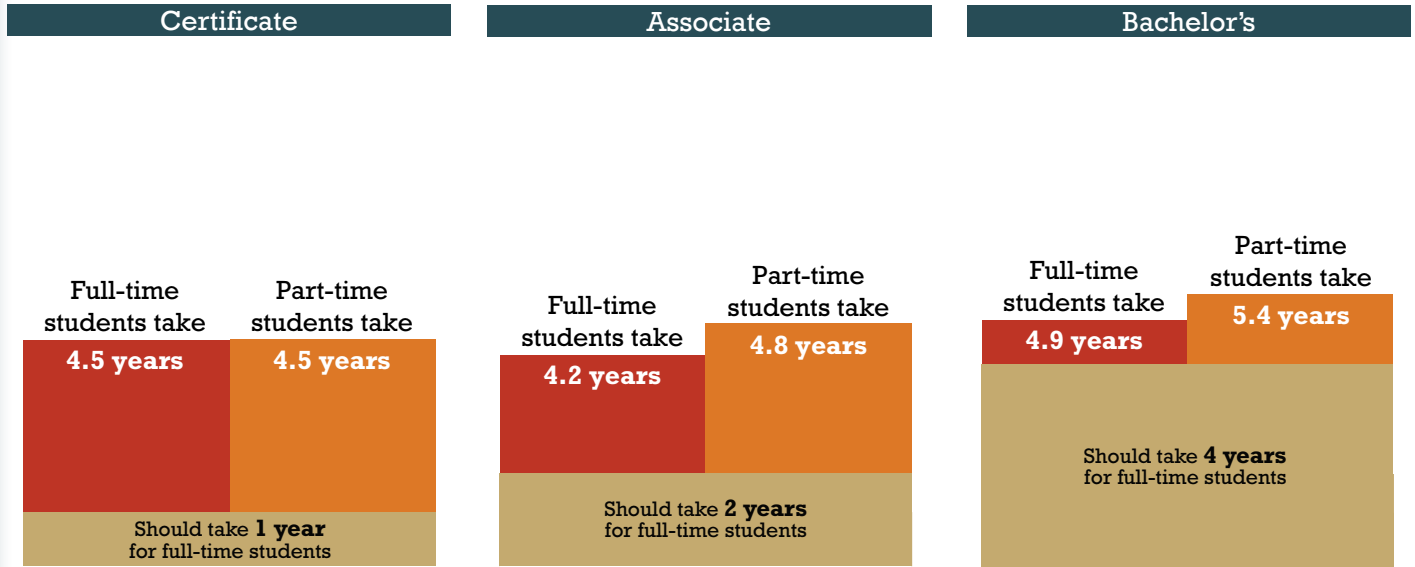 Certificate
Full-time
students take
4.5 years
Part-time
students take
4.5 years
Should take 1 year
for full-time students
Associate
Full-time
students take
4.2 years
Part-time
students take
4.8 years
Should take 2 years
for full-time students
Bachelor’s
Full-time
students take
4.9 years
Part-time
students take
5.4 years
Should take 4 years
for full-time students